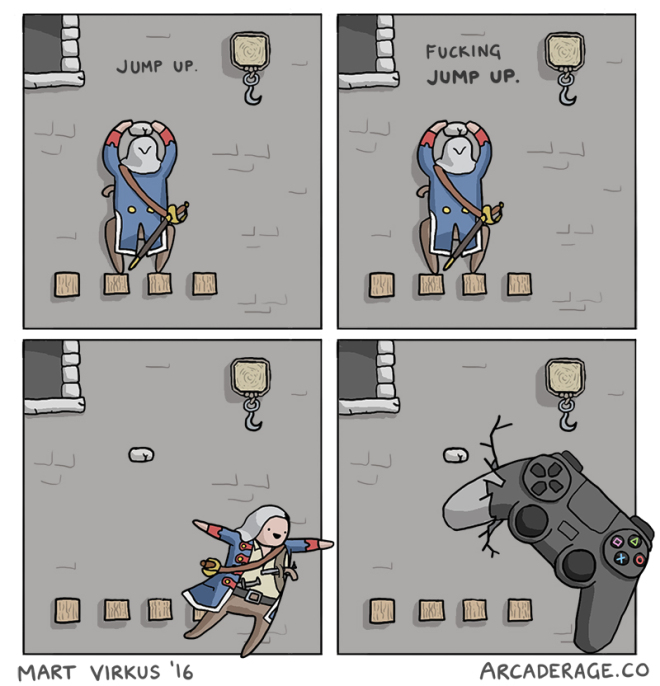 JUMP UP.
FUCKING
JUMP UP.
MART VIRKUS '16
ARCADERAGE.CO